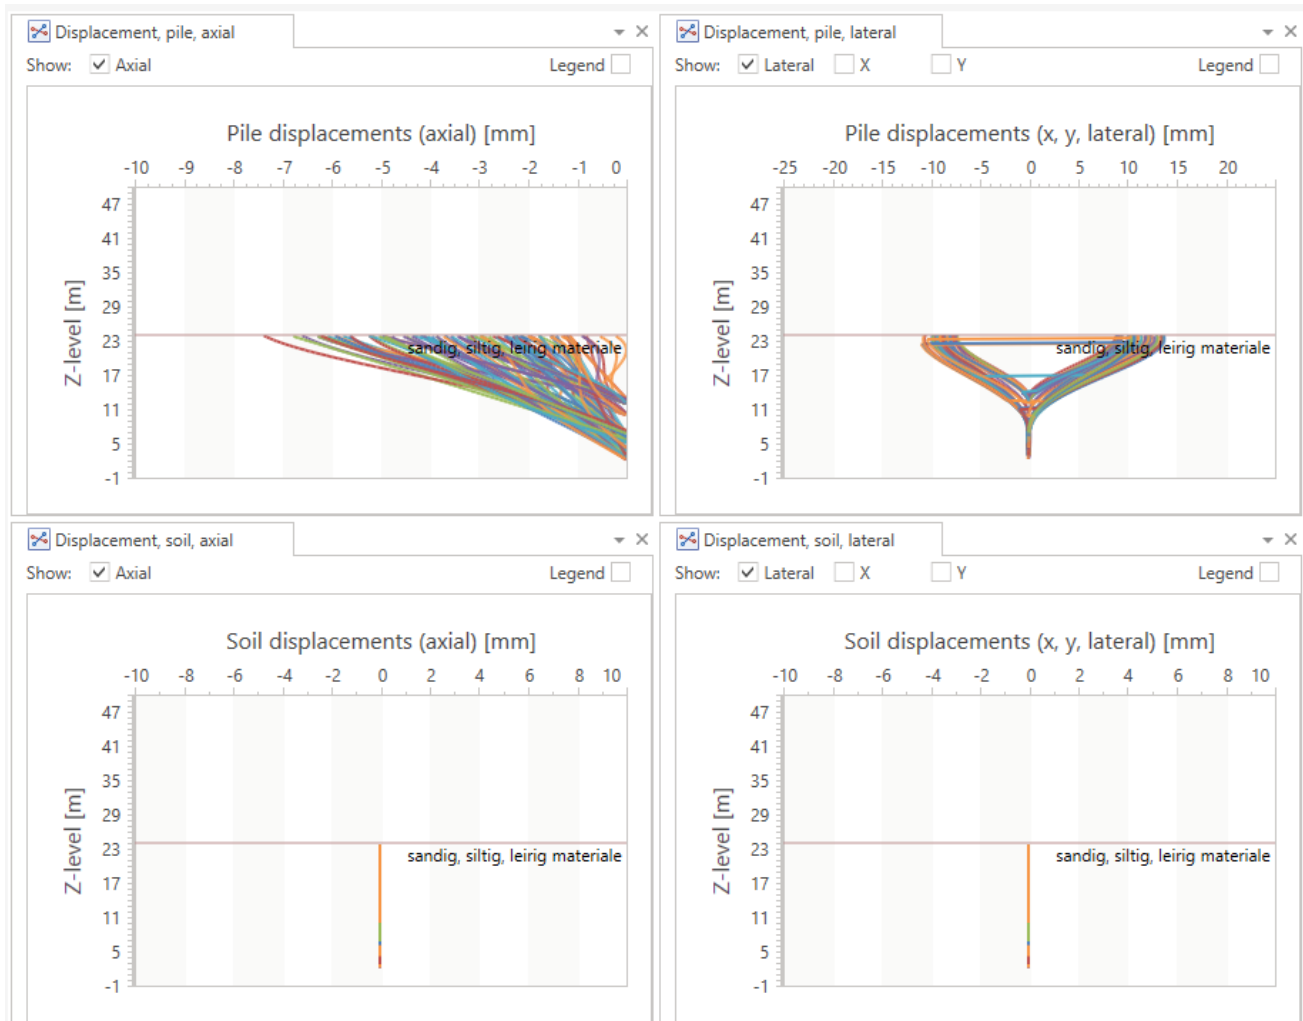 Displacement, pile, axial
Show: Axial Legend
Pile displacements (axial) [mm]
-10 -9 -8 -7 -6 -5 -4 -3 -2 -1 0
47
41
35
29
23
17
11
5
-1
Z-level [m]
sandig, siltig, leirig materiale
Displacement, pile, lateral
Show: Lateral X Y Legend
Pile displacements (x, y, lateral) [mm]
-25 -20 -15 -10 -5 0 5 10 15 20
47
41
35
29
23
17
11
5
-1
Z-level [m]
sandig, siltig, leirig materiale
Displacement, soil, axial
Show: Axial Legend
Soil displacements (axial) [mm]
-10 -8 -6 -4 -2 0 2 4 6 8 10
47
41
35
29
23
17
11
5
-1
Z-level [m]
sandig, siltig, leirig materiale
Displacement, soil, lateral
Show: Lateral X Y Legend
Soil displacements (x, y, lateral) [mm]
-10 -8 -6 -4 -2 0 2 4 6 8 10
47
41
35
29
23
17
11
5
-1
Z-level [m]
sandig, siltig, leirig materiale